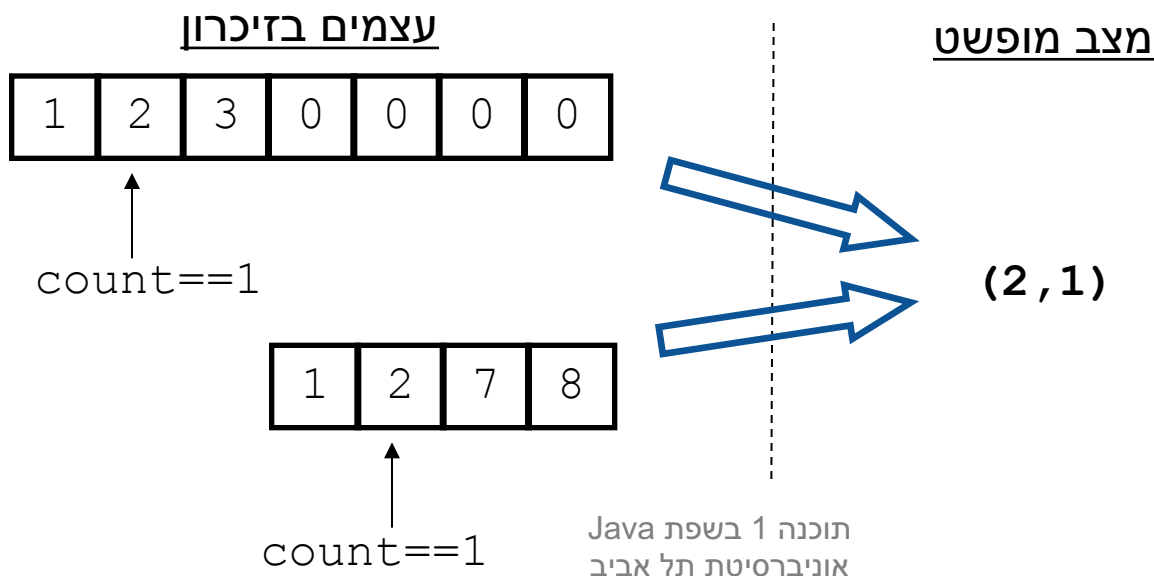 עצמים בזיכרון
מצב מופשט
1 2 3 0 0 0 0
count==1
(2,1)
1 2 7 8
count==1
תוכנה 1 בשפת Java
אוניברסיטת תל אביב